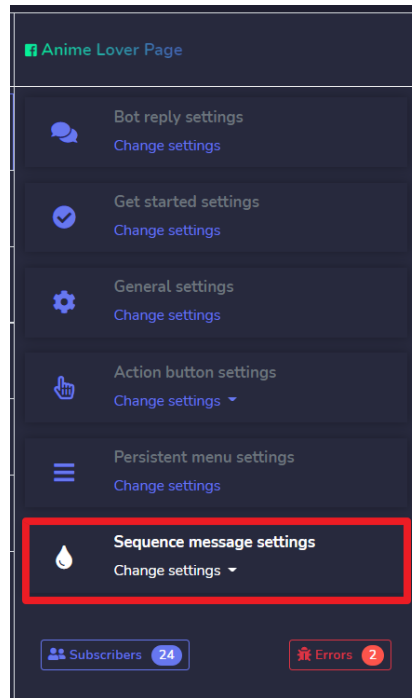 Anime Lover Page
Bot reply settings
Change settings
Get started settings
Change settings
General settings
Change settings
Action button settings
Change settings
Persistent menu settings
Change settings
Sequence message settings
Change settings
Subscribers 24
Errors 2